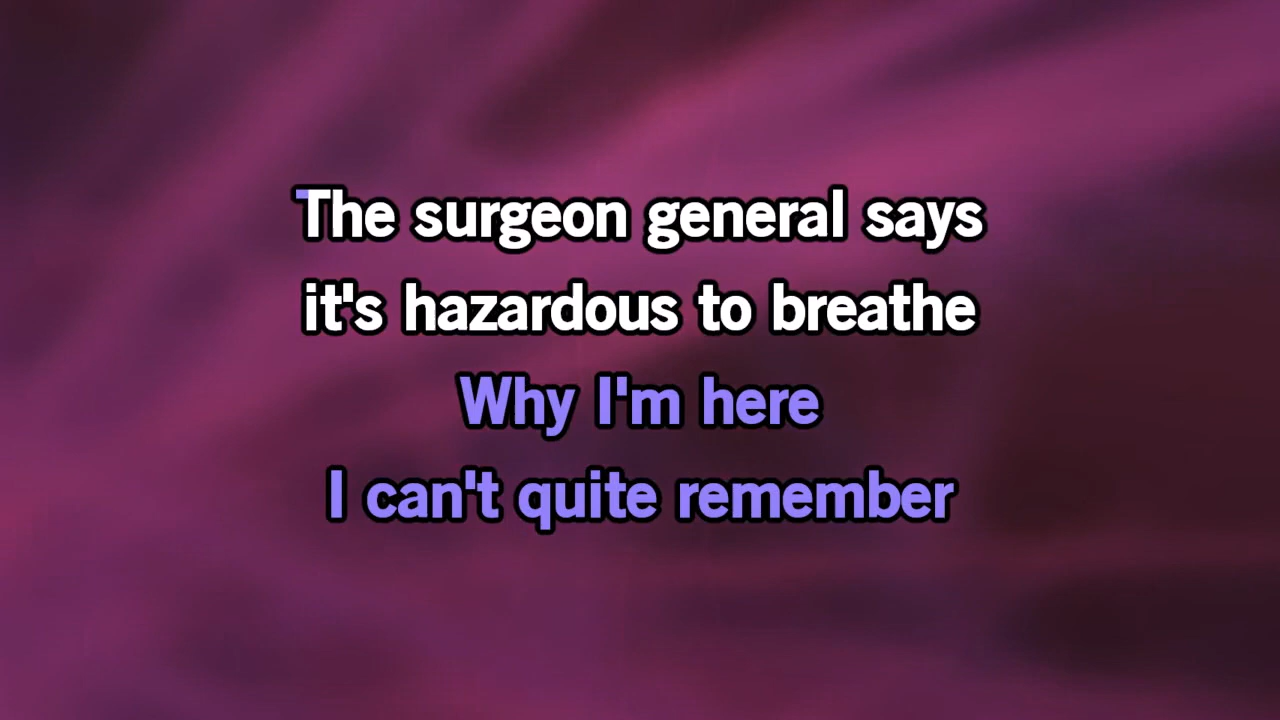 The surgeon general says
it's hazardous to breathe
Why I'm here
I can't quite remember